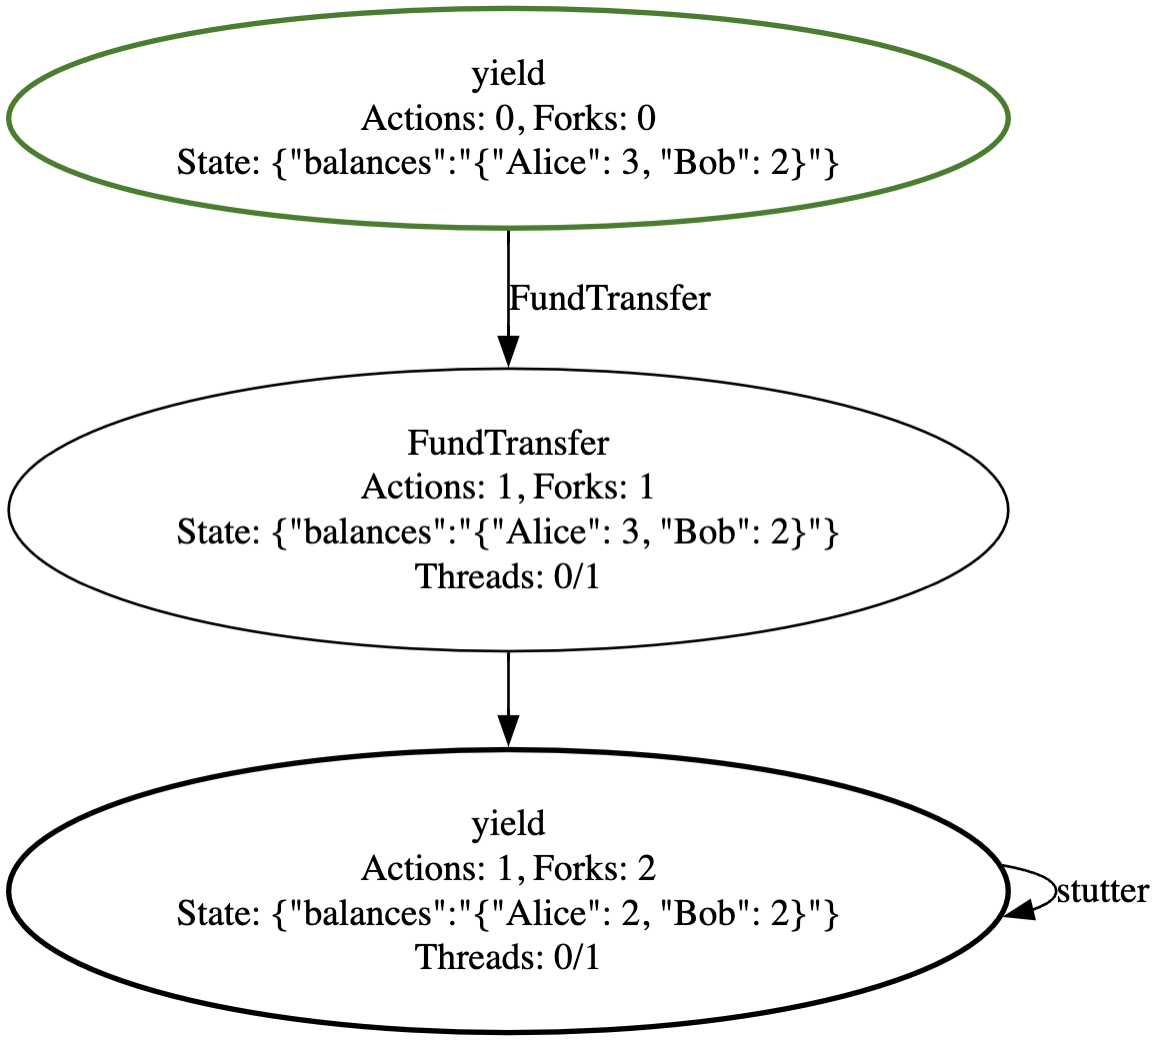 yield
Actions: 0, Forks: 0
State: {"balances":"{"Alice": 3, "Bob": 2}"}
FundTransfer
FundTransfer
Actions: 1, Forks: 1
State: {"balances":"{"Alice": 3, "Bob": 2}"}
Threads: 0/1
yield
Actions: 1, Forks: 2
State: {"balances":"{"Alice": 2, "Bob": 2}"}
Threads: 0/1
stutter